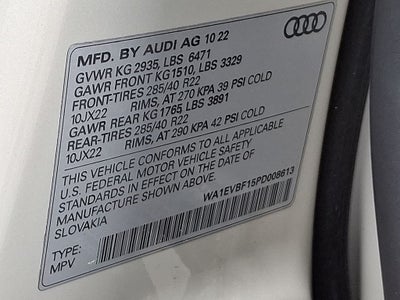 MFD. BY AUDI AG 10 22
GVWR KG 2935, LBS 6471
GAWR FRONT KG1510, LBS 3329
FRONT-TIRES 285/40 R22
10JX22 RIMS, AT 270 KPA 39 PSI COLD
GAWR REAR KG 1765, LBS 3891
REAR-TIRES 285/40 R22
10JX22 RIMS, AT 290 KPA 42 PSI COLD
THIS VEHICLE CONFORMS TO ALL APPLICABLE
U.S. FEDERAL MOTOR VEHICLE SAFETY
STANDARDS IN EFFECT ON THE DATE OF
MANUFACTURE SHOWN ABOVE.
SLOVAKIA
WA1EVBF15PD008613
TYPE:
MPV